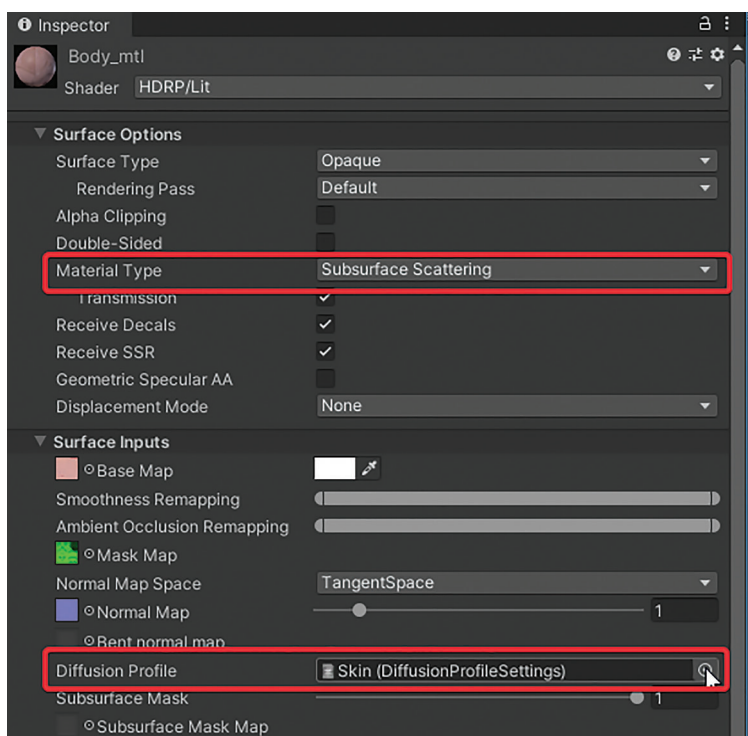 Inspector
Body_mtl
Shader HDRP/Lit
Surface Options
Surface Type Opaque
Rendering Pass Default
Alpha Clipping
Double-Sided
Material Type Subsurface Scattering
Transmission
Receive Decals
Receive SSR
Geometric Specular AA
Displacement Mode None
Surface Inputs
Base Map
Smoothness Remapping
Ambient Occlusion Remapping
Mask Map
Normal Map Space TangentSpace
Normal Map 1
Bent normal map
Diffusion Profile Skin (DiffusionProfileSettings)
Subsurface Mask 1
Subsurface Mask Map